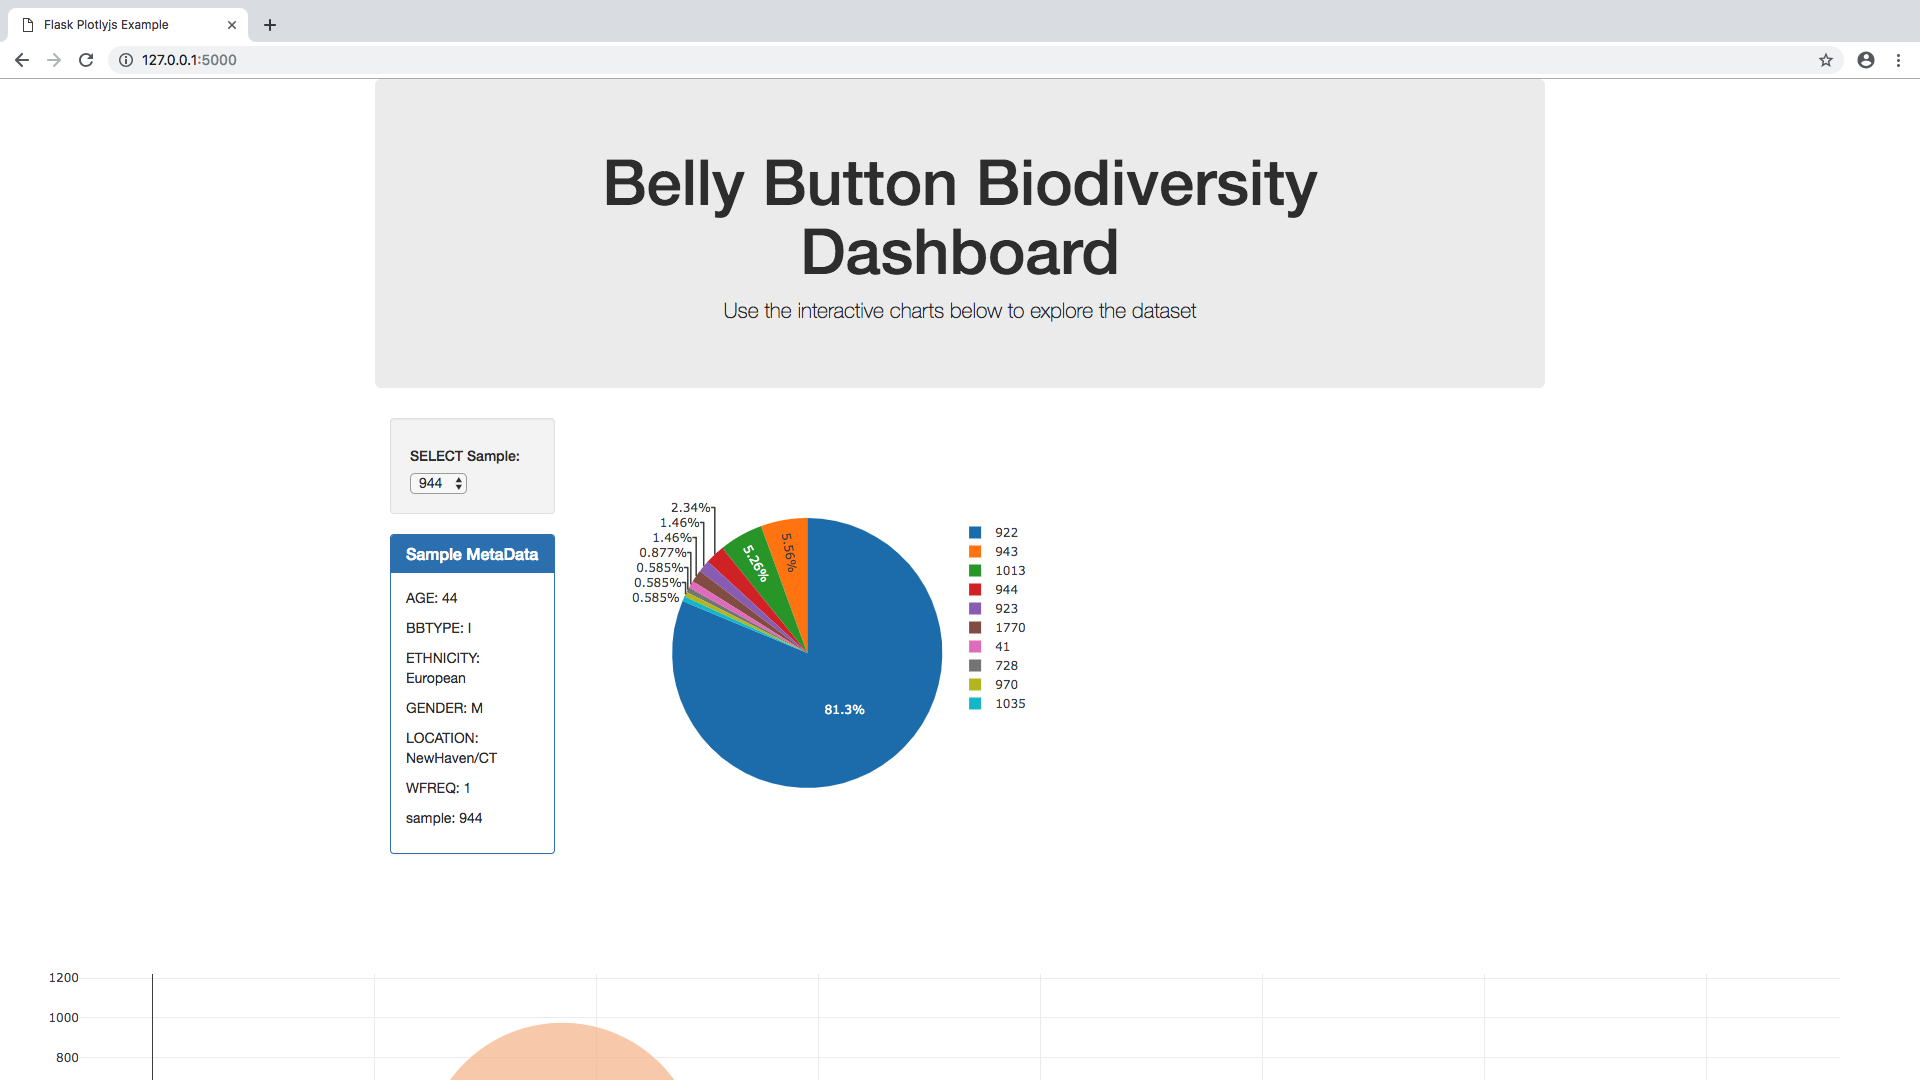 Flask Plotlyjs Example
127.0.0.1:5000
Belly Button Biodiversity
Dashboard
Use the interactive charts below to explore the dataset
SELECT Sample:
944
Sample MetaData
AGE: 44
BBTYPE: I
ETHNICITY:
European
GENDER: M
LOCATION:
NewHaven/CT
WFREQ: 1
sample: 944
2.34%
1.46%
1.46%
0.877%
0.585%
0.585%
0.585%
5.26%
5.56%
81.3%
922
943
1013
944
923
1770
41
728
970
1035
1200
1000
800